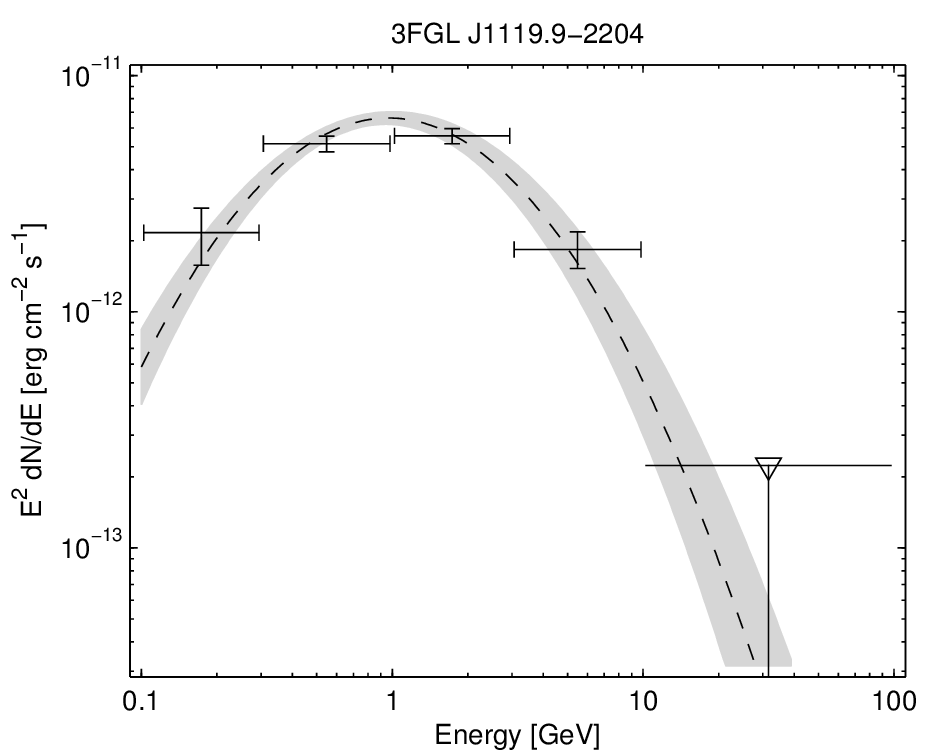 3FGL J1119.9−2204
10⁻¹¹
10⁻¹²
10⁻¹³
E² dN/dE [erg cm⁻² s⁻¹]
0.1 1 10 100
Energy [GeV]